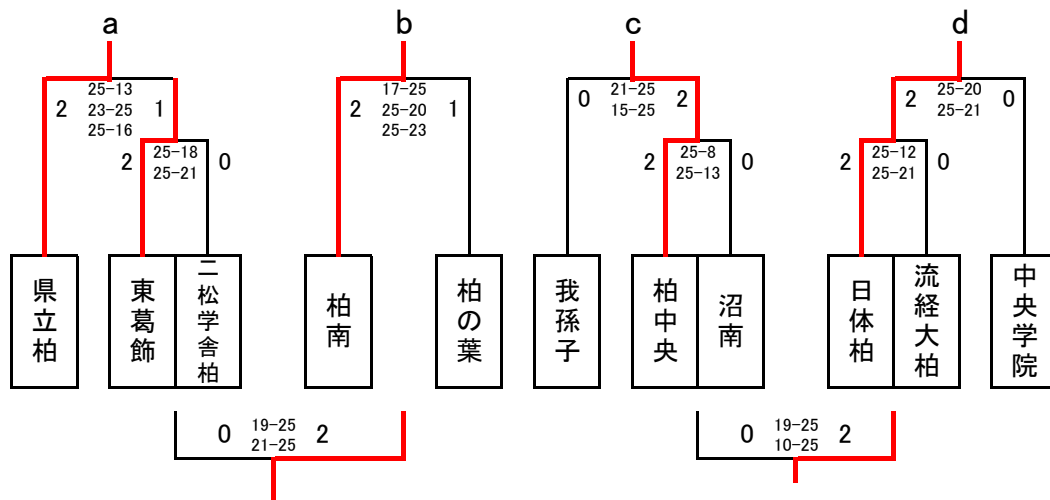 a
b
c
d
25-13
23-25
25-16
2
1
17-25
25-20
25-23
2
1
21-25
15-25
0
2
25-20
25-21
2
0
25-18
25-21
2
0
25-8
25-13
2
0
25-12
25-21
2
0
県立柏
東葛飾
二松学舎柏
柏南
柏の葉
我孫子
柏中央
沼南
日体柏
流経大柏
中央学院
0
19-25
21-25
2
0
19-25
10-25
2